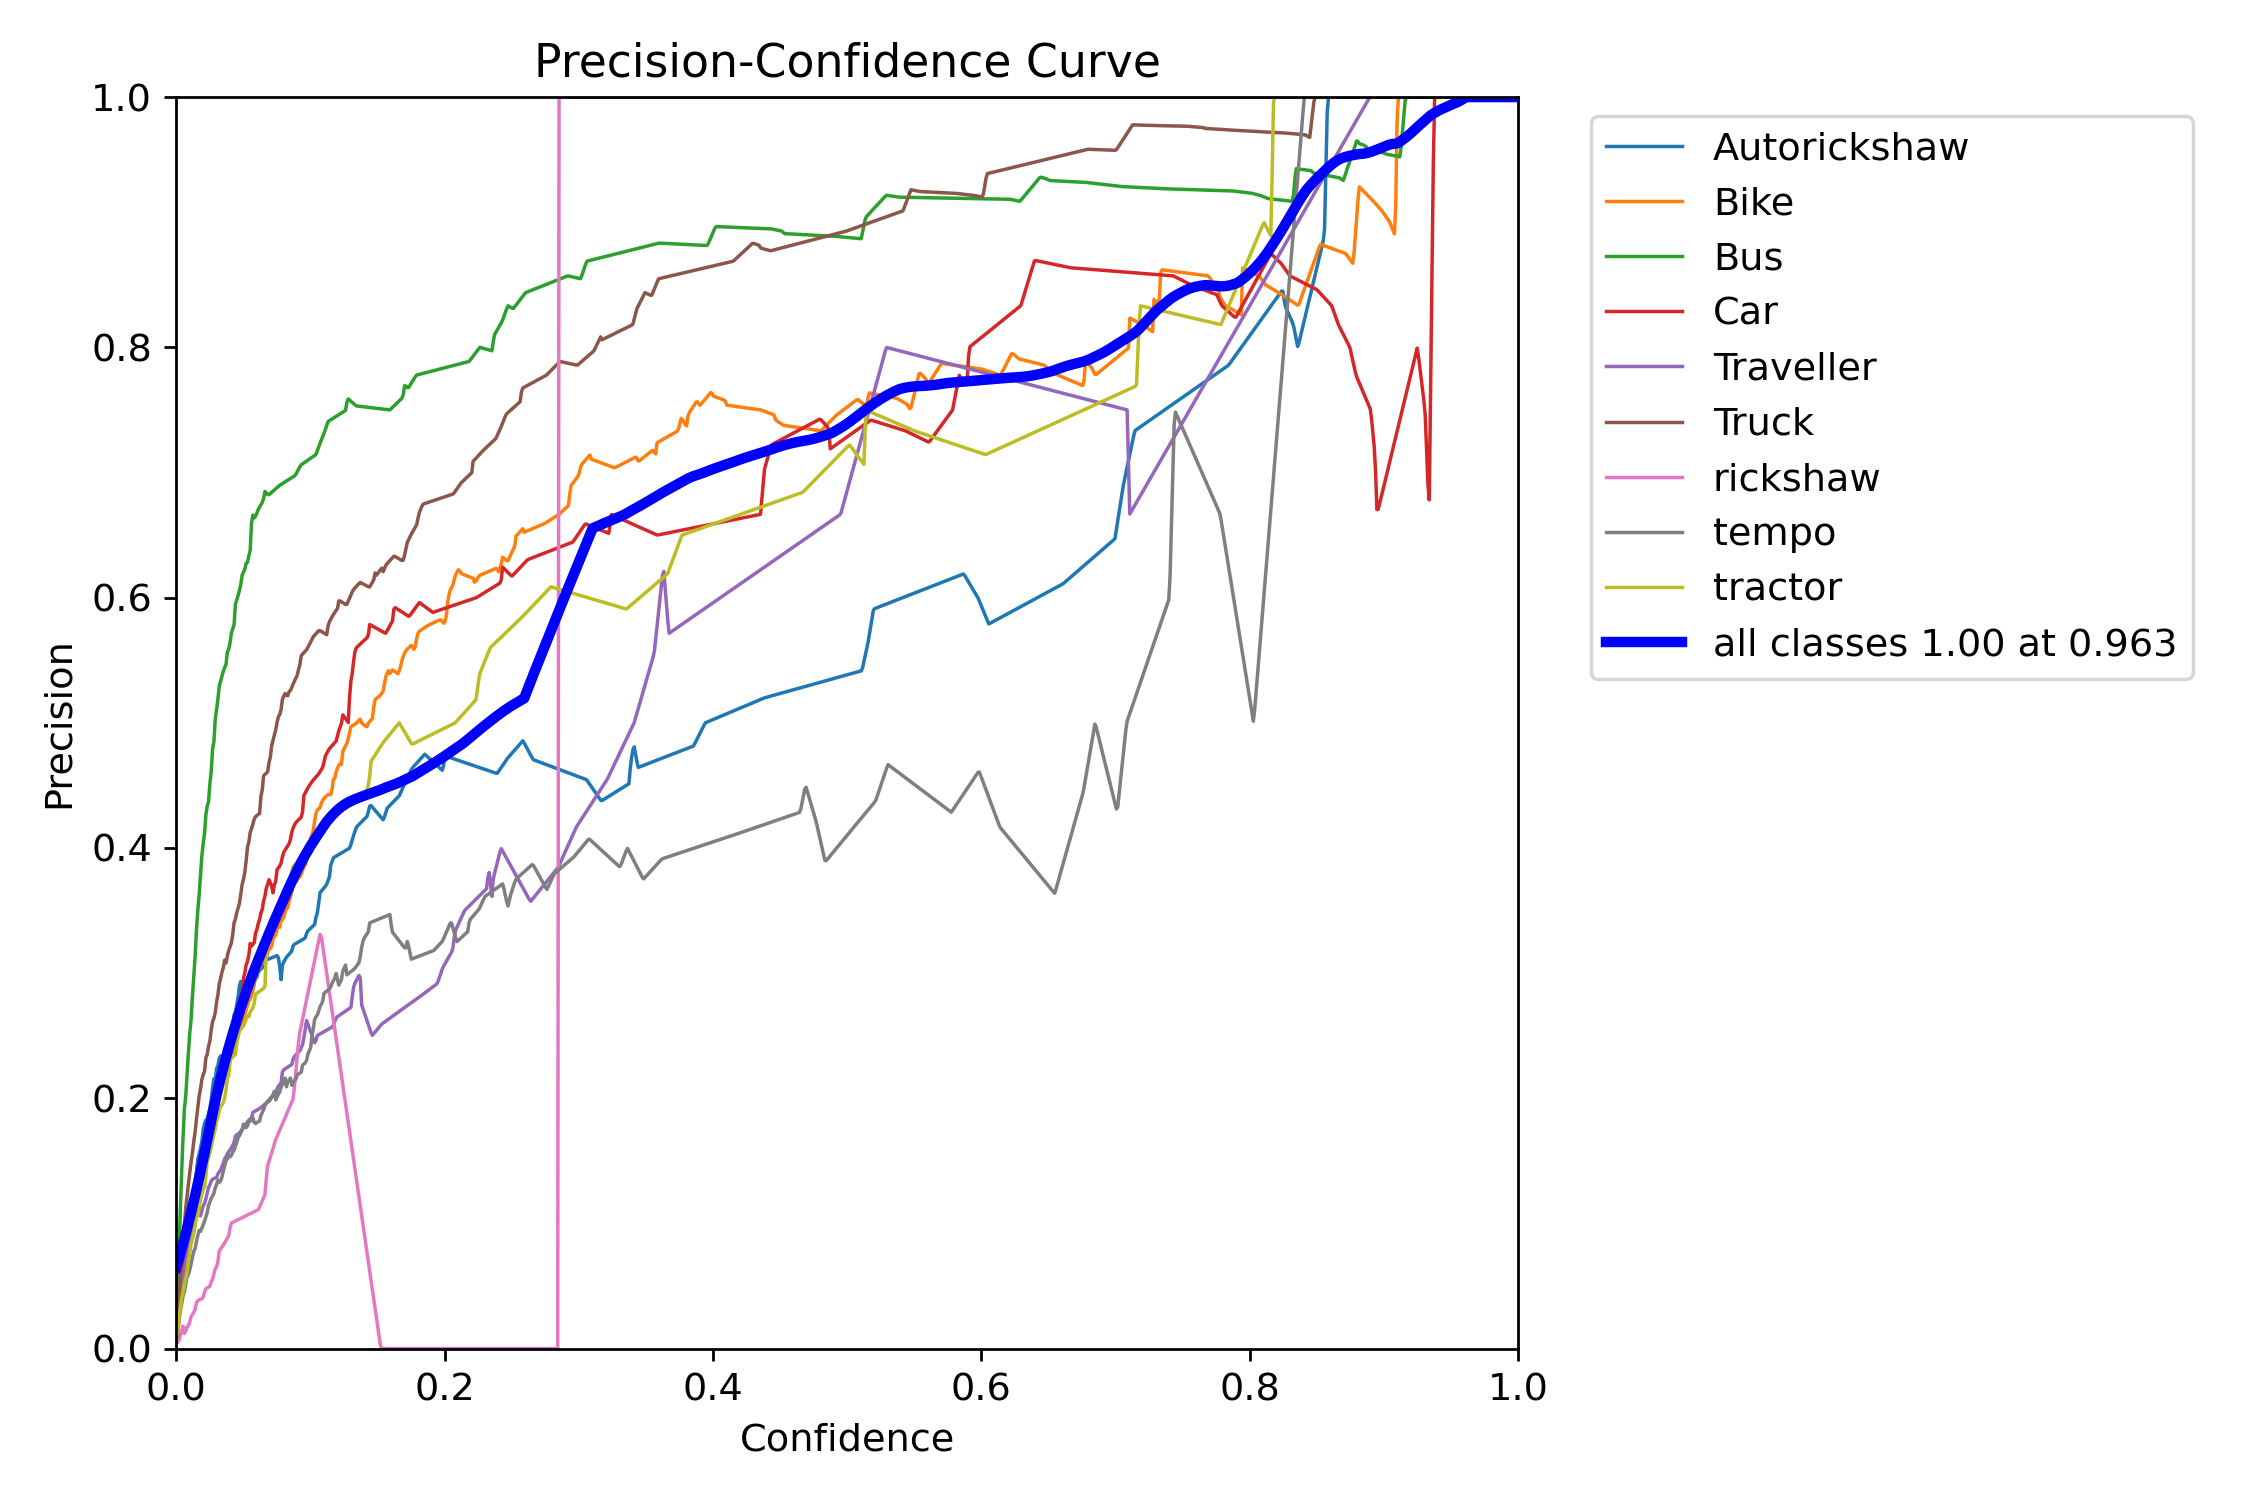 Precision-Confidence Curve
1.0
0.8
0.6
0.4
0.2
0.0
Precision
0.0 0.2 0.4 0.6 0.8 1.0
Confidence
Autorickshaw
Bike
Bus
Car
Traveller
Truck
rickshaw
tempo
tractor
all classes 1.00 at 0.963